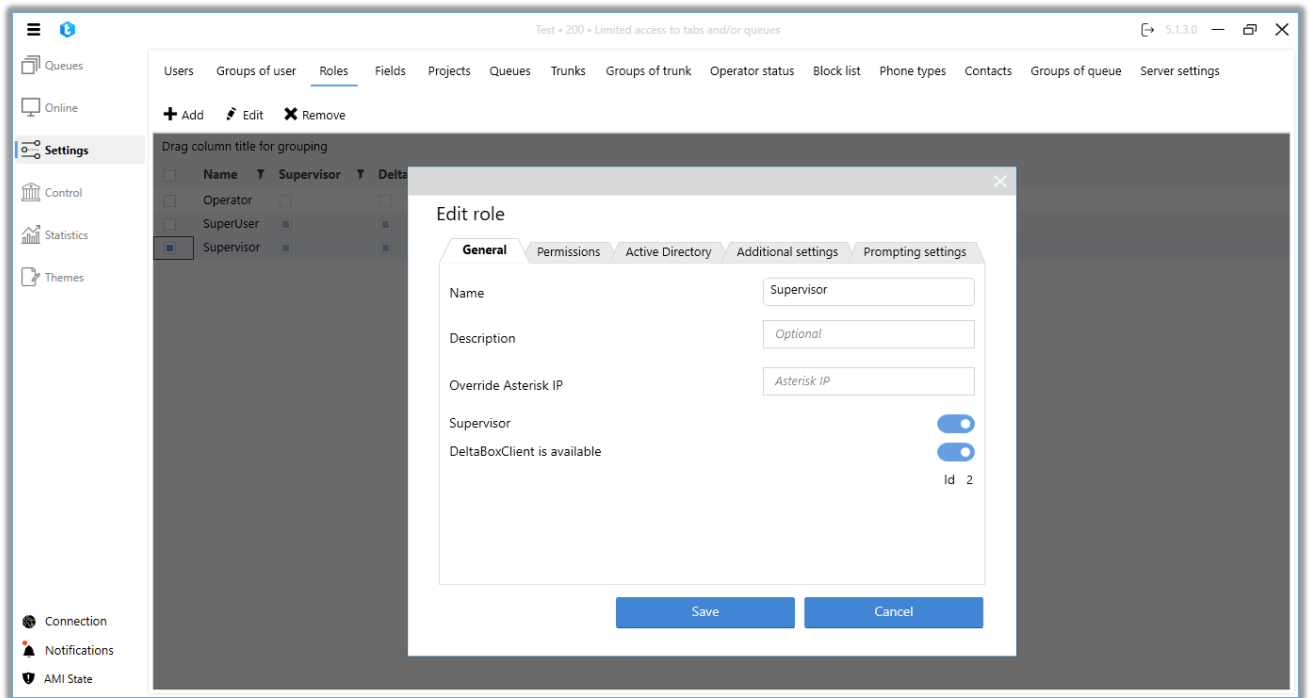 Test • 200 • Limited access to tabs and/or queues
5.1.3.0
Queues
Online
Settings
Control
Statistics
Themes
Connection
Notifications
AMI State
Users Groups of user Roles Fields Projects Queues Trunks Groups of trunk Operator status Block list Phone types Contacts Groups of queue Server settings
Add Edit Remove
Drag column title for grouping
Name Supervisor Delta
Operator
SuperUser
Supervisor
Edit role
General Permissions Active Directory Additional settings Prompting settings
Name Supervisor
Description Optional
Override Asterisk IP Asterisk IP
Supervisor
DeltaBoxClient is available
Id 2
Save Cancel